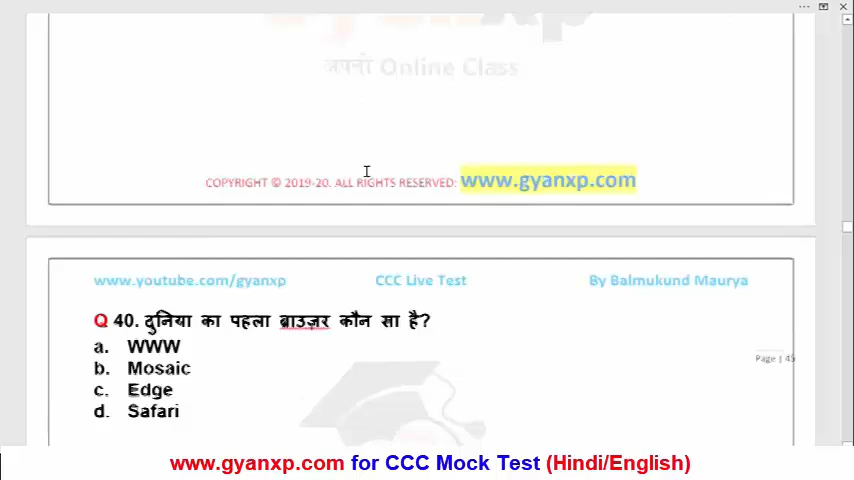 अपनी Online Class
COPYRIGHT © 2019-20. ALL RIGHTS RESERVED: www.gyanxp.com
www.youtube.com/gyanxp CCC Live Test By Balmukund Maurya
Q 40. दुनिया का पहला ब्राउज़र कौन सा है?
a. WWW
Page | 45
b. Mosaic
c. Edge
d. Safari
www.gyanxp.com for CCC Mock Test (Hindi/English)